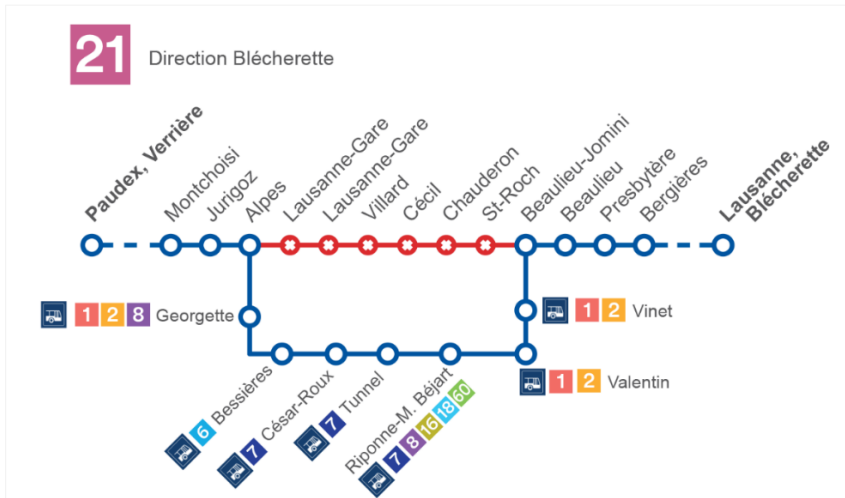 21 Direction Blécherette
Paudex, Verrière
Montchoisi
Jurigoz
Alpes
Lausanne-Gare
Lausanne-Gare
Villard
Cécil
Chauderon
St-Roch
Beaulieu-Jomini
Beaulieu
Presbytère
Bergières
Lausanne,
Blécherette
1 2 8 Georgette
1 2 Vinet
1 2 Valentin
6 Bessières
7 César-Roux
7 Tunnel
Riponne-M. Béjart
7 8 16 18 60